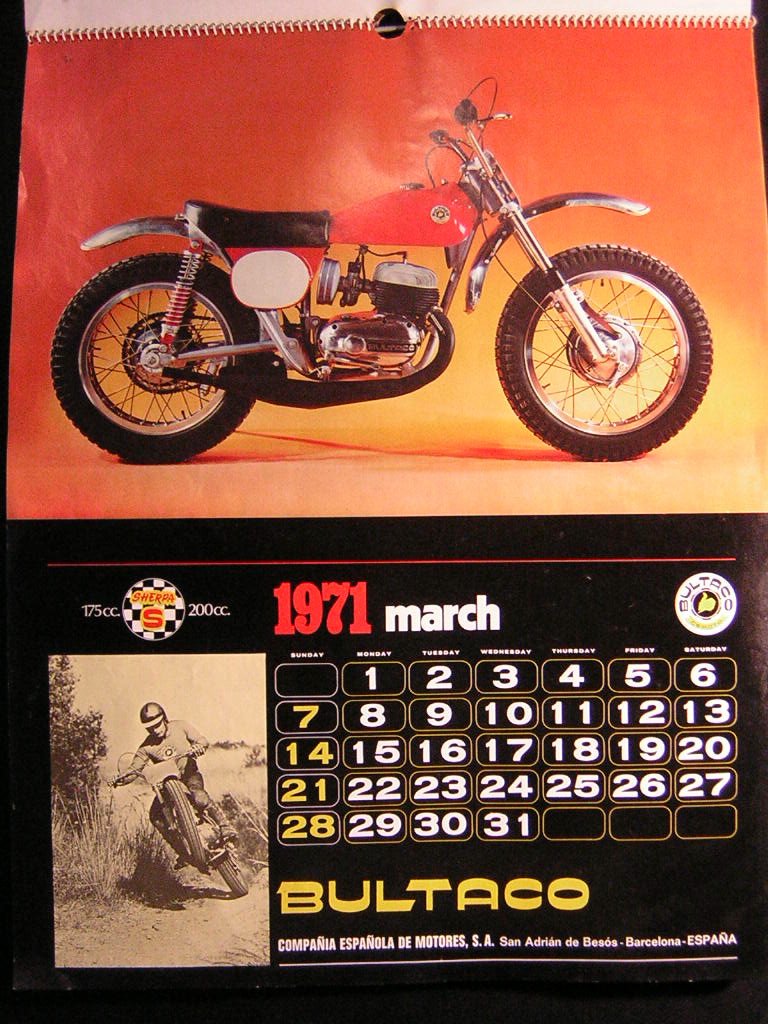 BULTACO
175cc.
SHERPA
S
200cc.
1971 march
BULTACO
SUNDAY MONDAY TUESDAY WEDNESDAY THURSDAY FRIDAY SATURDAY
1 2 3 4 5 6
7 8 9 10 11 12 13
14 15 16 17 18 19 20
21 22 23 24 25 26 27
28 29 30 31
BULTACO
COMPAÑIA ESPAÑOLA DE MOTORES, S. A. San Adrián de Besós - Barcelona - ESPAÑA